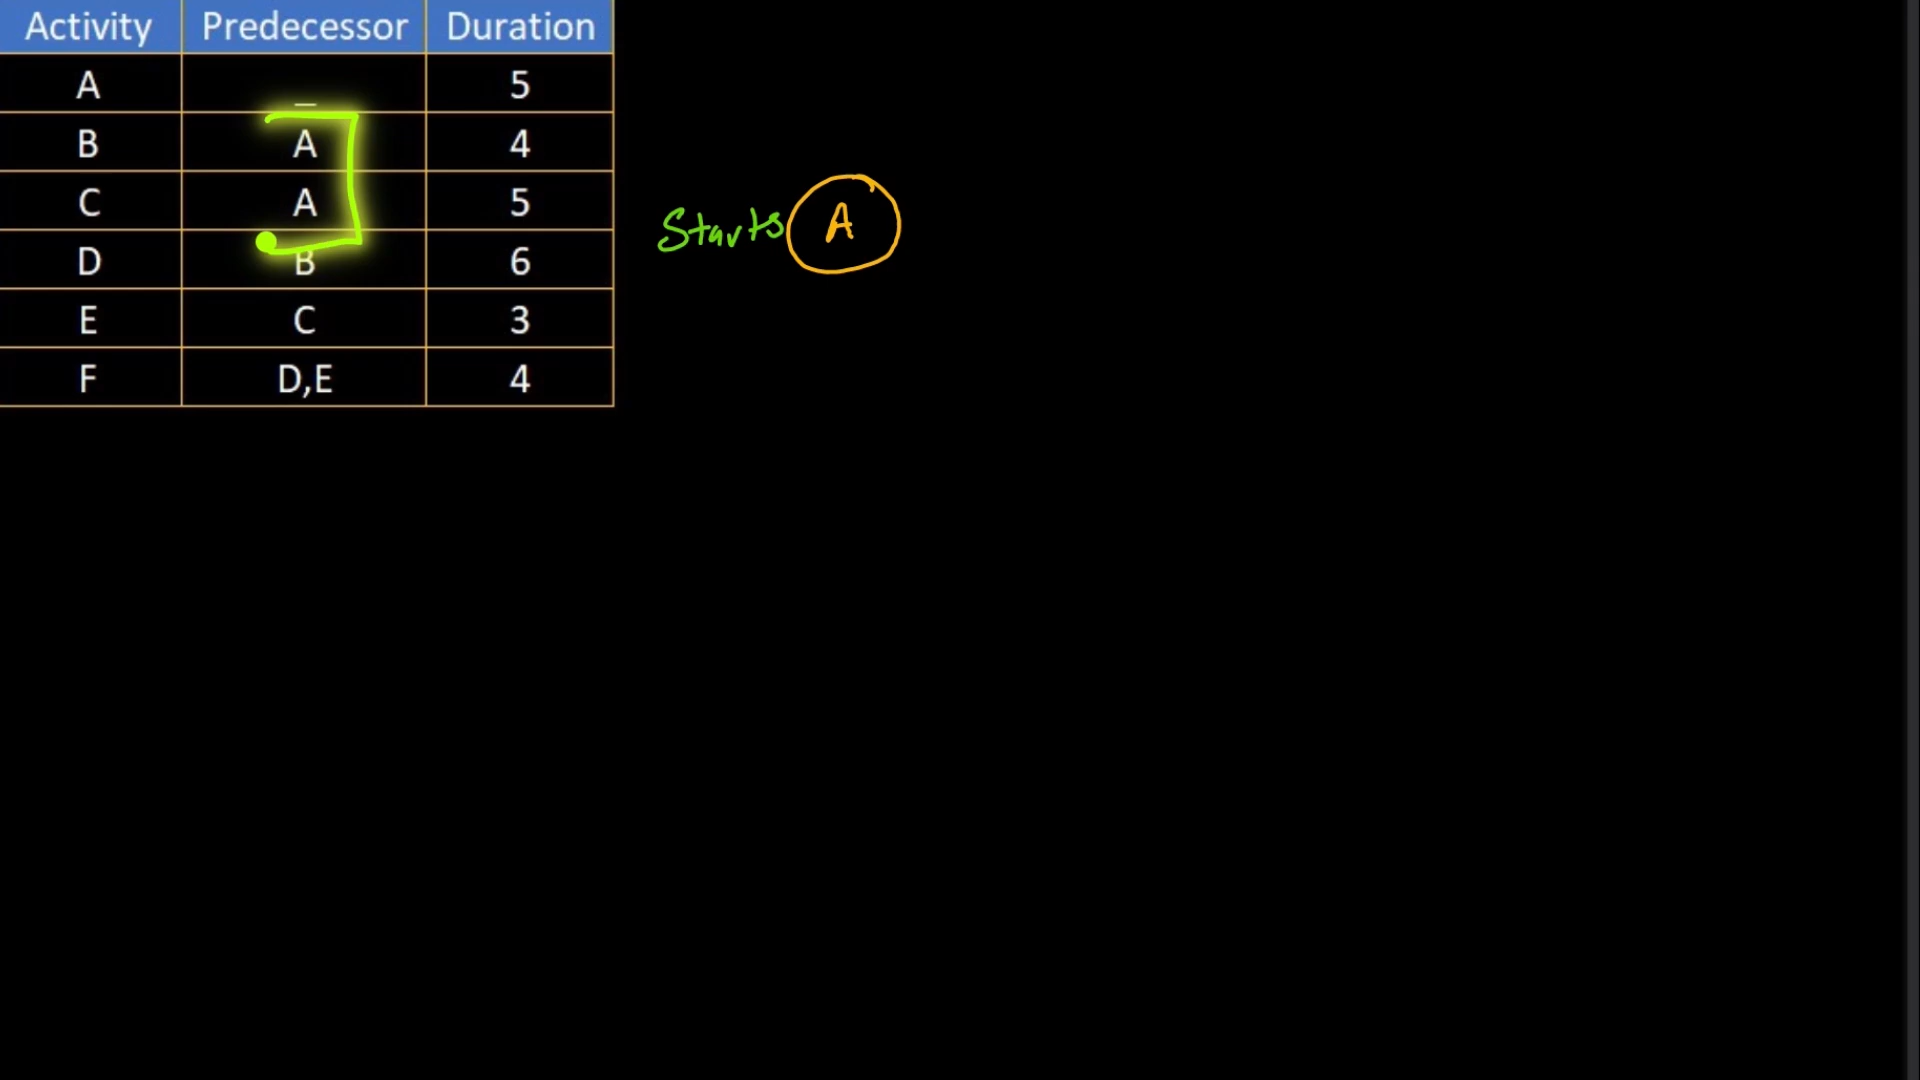 Activity Predecessor Duration
A _ 5
B A 4
C A 5
D B 6
E C 3
F D,E 4
Starts A